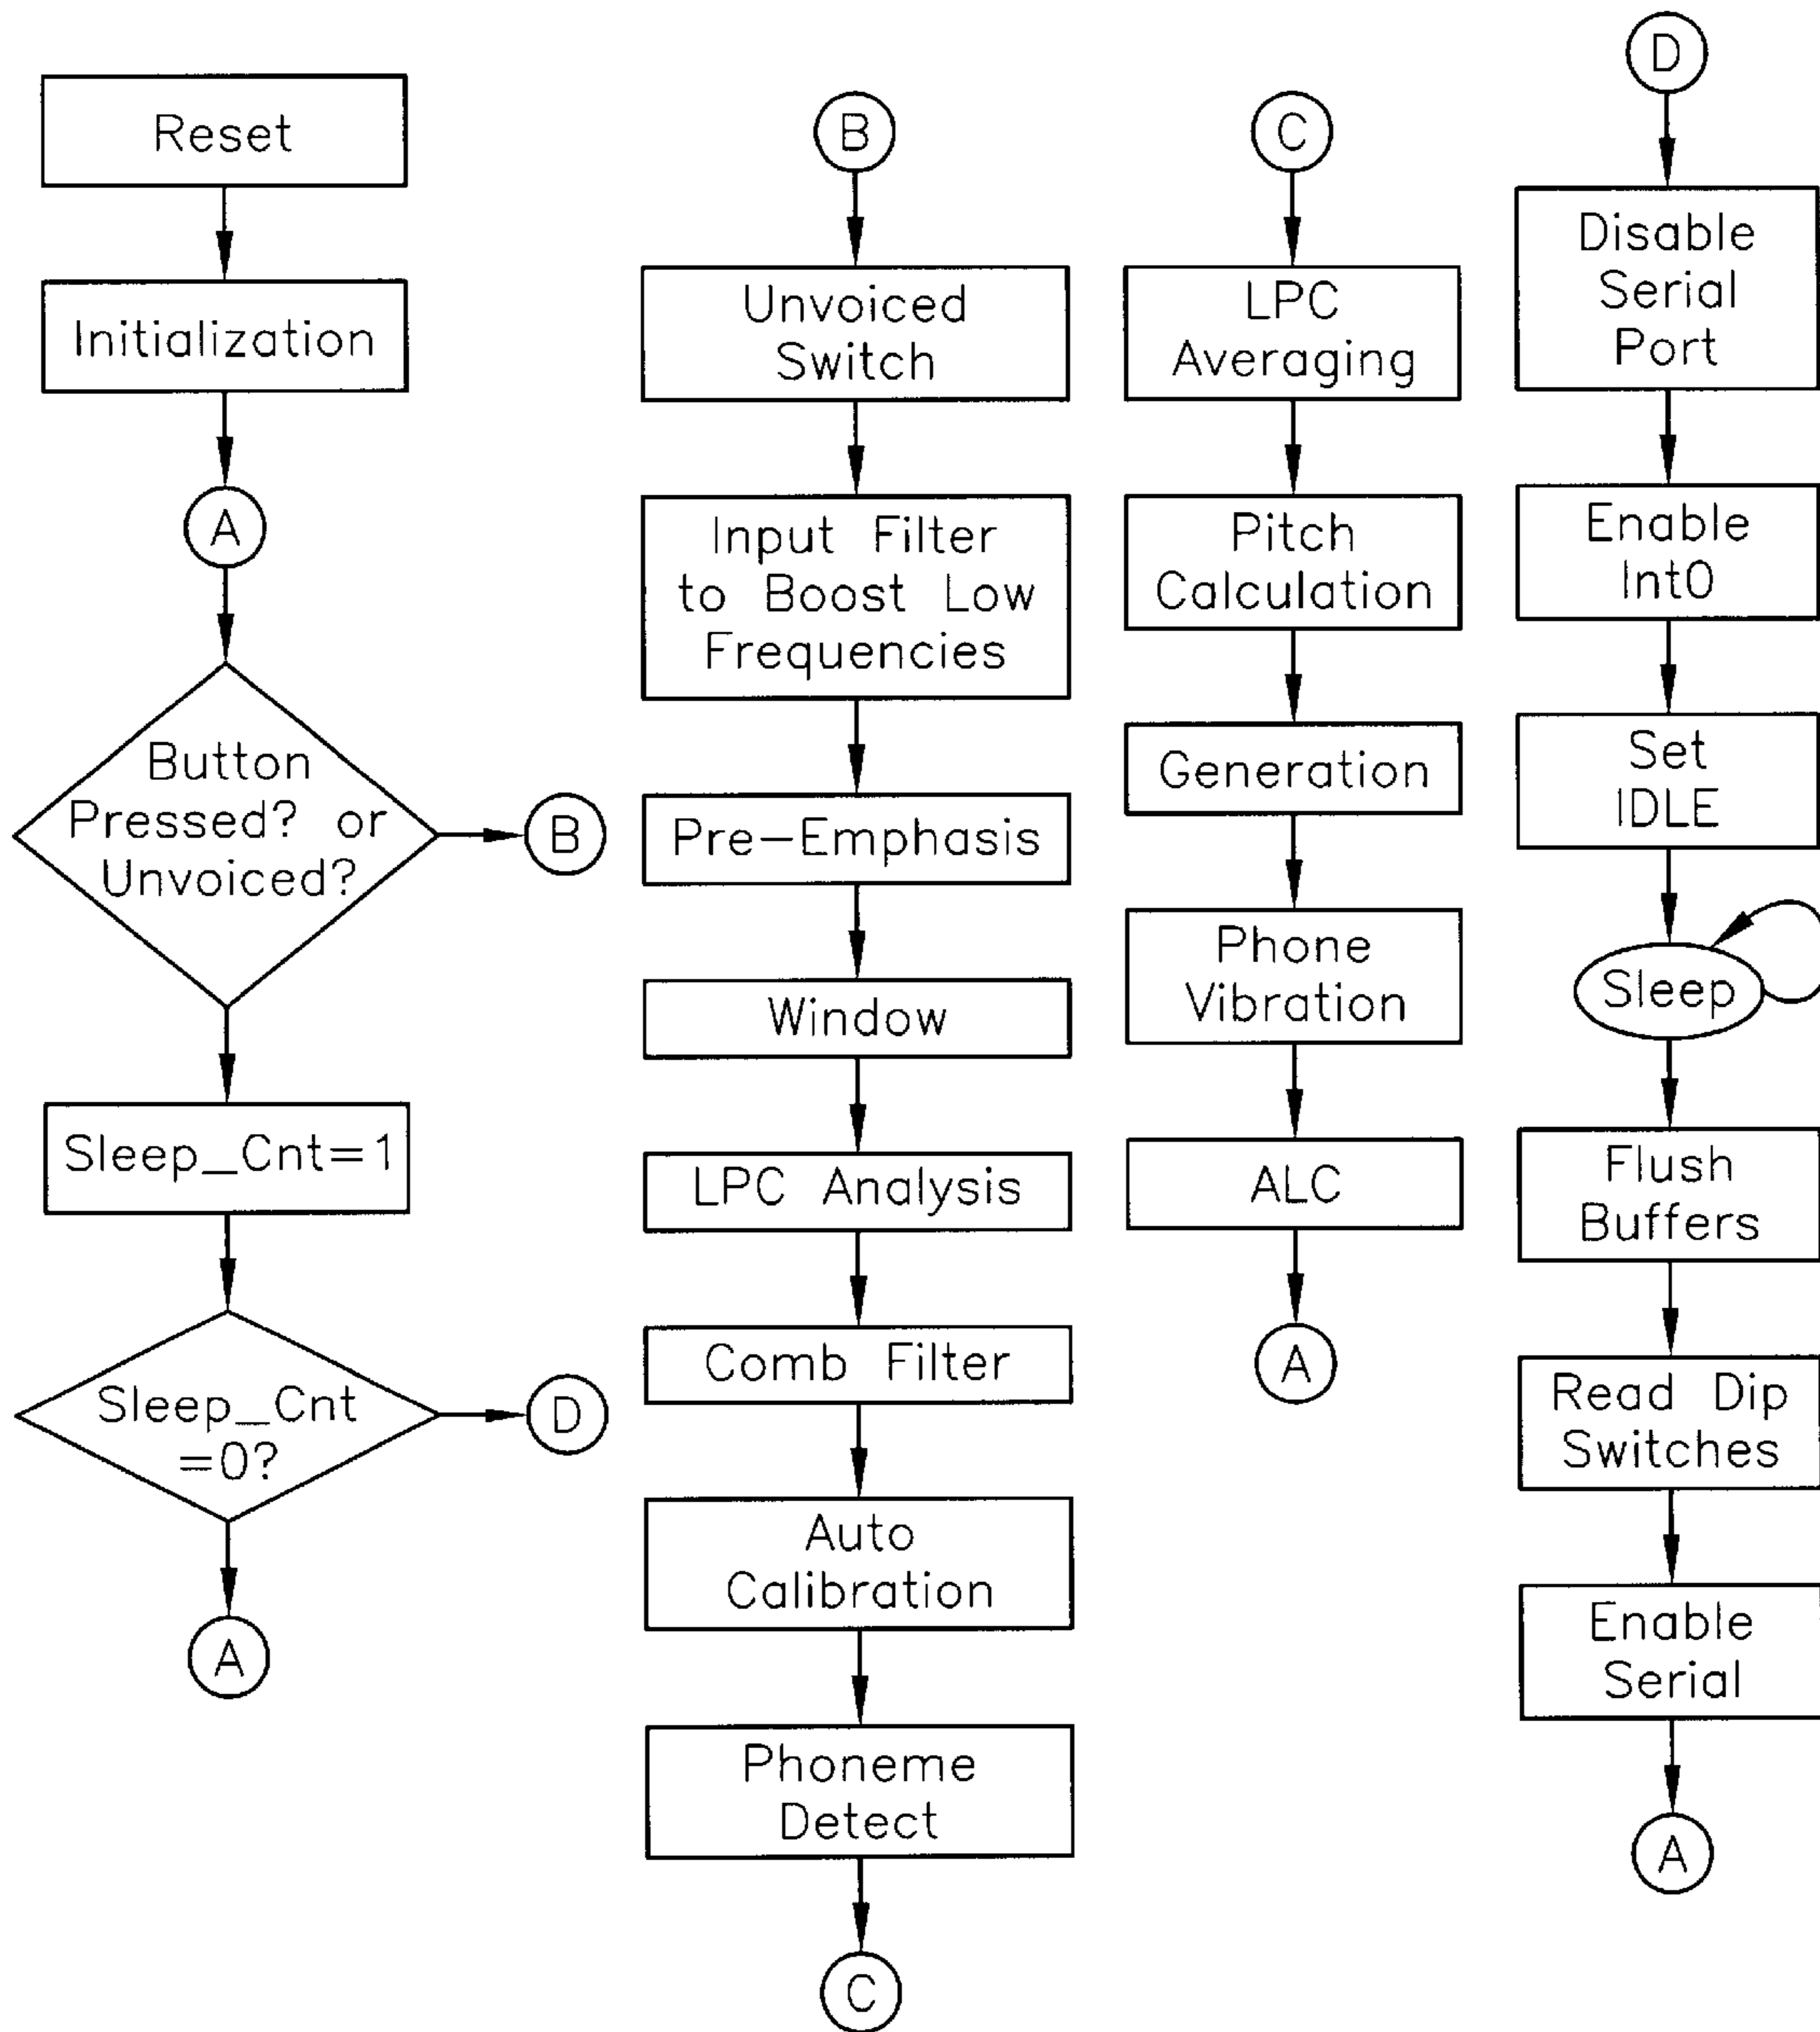 Reset
Initialization
A
Button
Pressed? or
Unvoiced?
B
Sleep_Cnt=1
Sleep_Cnt
=0?
D
A
B
Unvoiced
Switch
Input Filter
to Boost Low
Frequencies
Pre-Emphasis
Window
LPC Analysis
Comb Filter
Auto
Calibration
Phoneme
Detect
C
C
LPC
Averaging
Pitch
Calculation
Generation
Phone
Vibration
ALC
A
D
Disable
Serial
Port
Enable
Int0
Set
IDLE
Sleep
Flush
Buffers
Read Dip
Switches
Enable
Serial
A